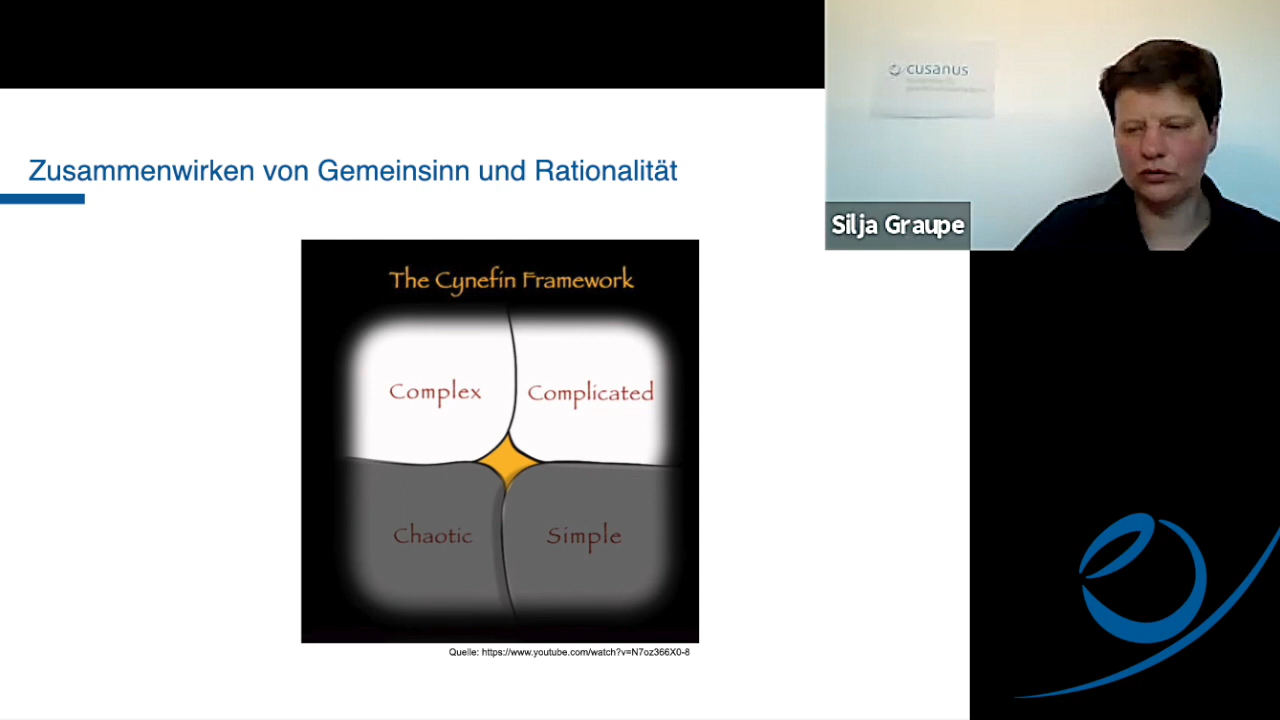 cusanus
Silja Graupe
Zusammenwirken von Gemeinsinn und Rationalität
The Cynefin Framework
Complex
Complicated
Chaotic
Simple
Quelle: https://www.youtube.com/watch?v=N7oz366X0-8